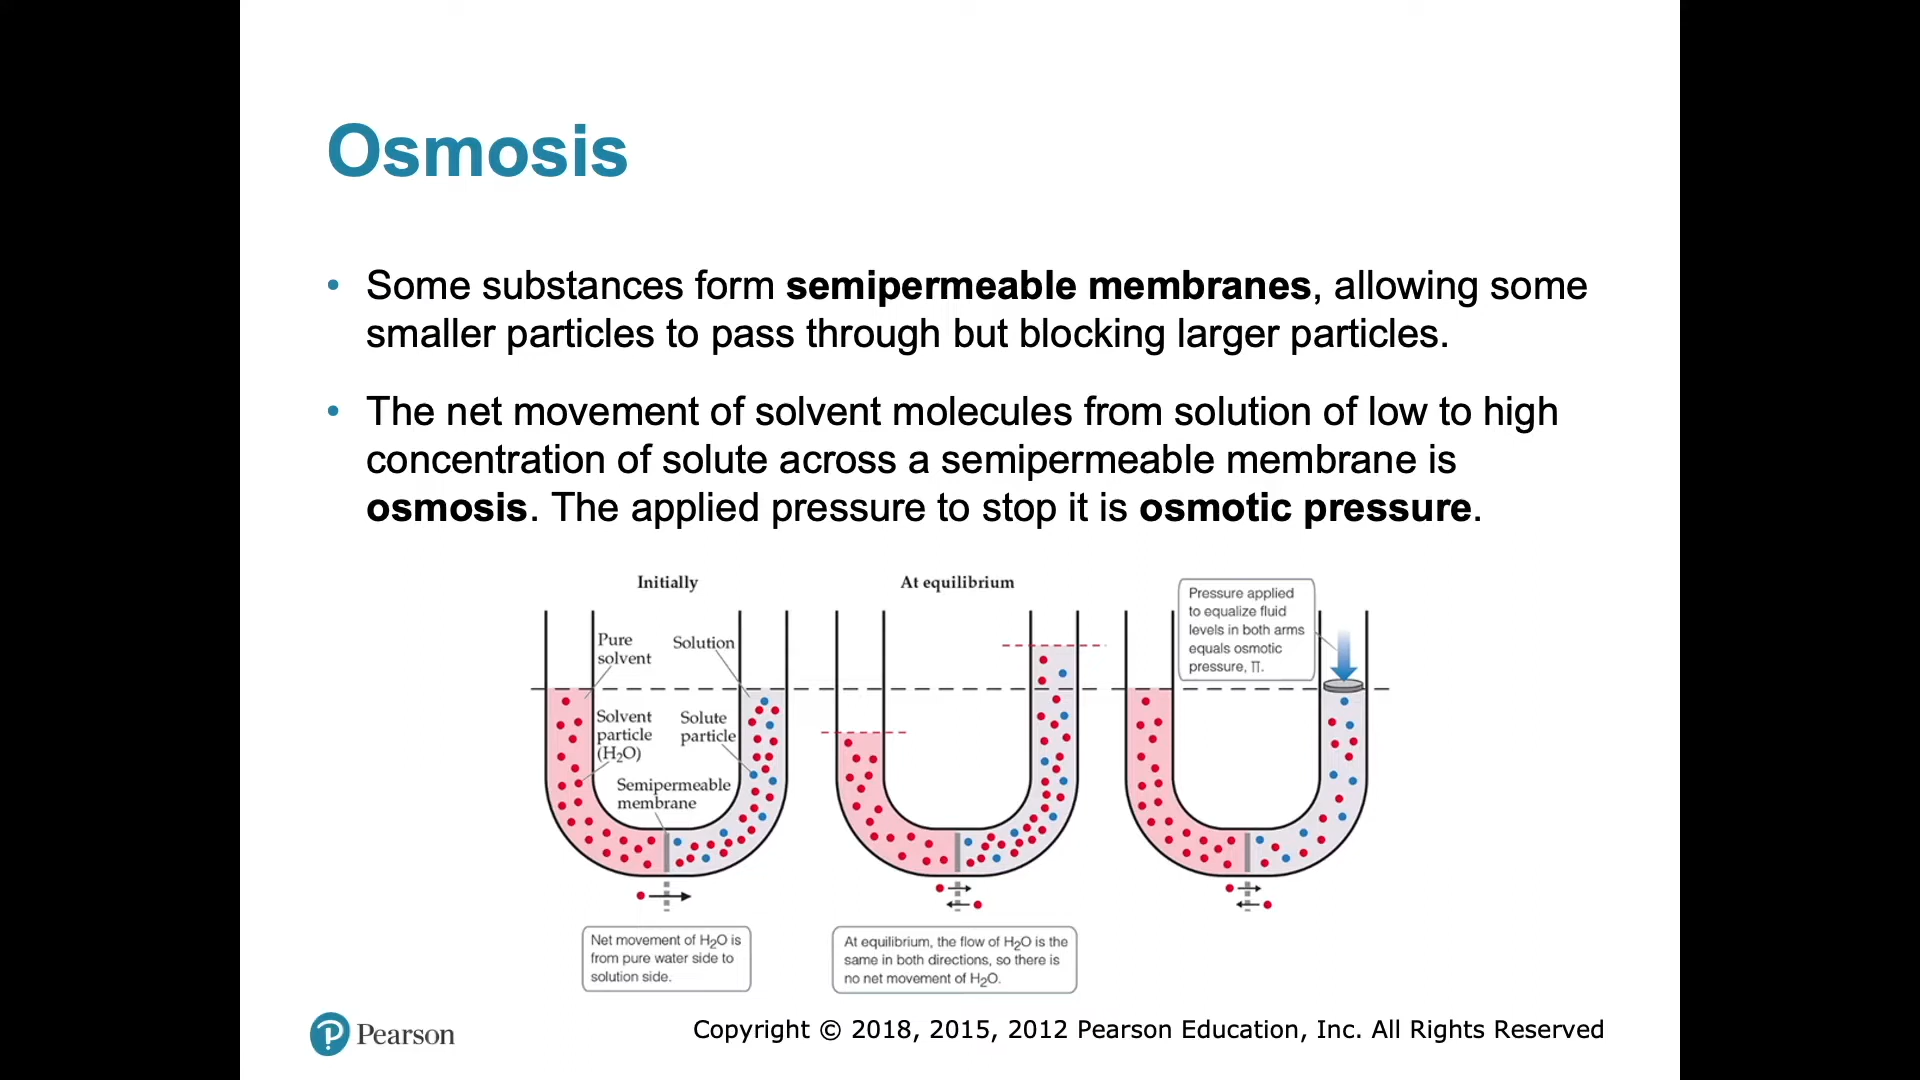 Osmosis
• Some substances form semipermeable membranes, allowing some
smaller particles to pass through but blocking larger particles.
• The net movement of solvent molecules from solution of low to high
concentration of solute across a semipermeable membrane is
osmosis. The applied pressure to stop it is osmotic pressure.
Initially
Pure
solvent
Solution
Solvent
particle
(H₂O)
Solute
particle
Semipermeable
membrane
Net movement of H₂O is
from pure water side to
solution side.
At equilibrium
At equilibrium, the flow of H₂O is the
same in both directions, so there is
no net movement of H₂O.
Pressure applied
to equalize fluid
levels in both arms
equals osmotic
pressure, Π.
P Pearson
Copyright © 2018, 2015, 2012 Pearson Education, Inc. All Rights Reserved